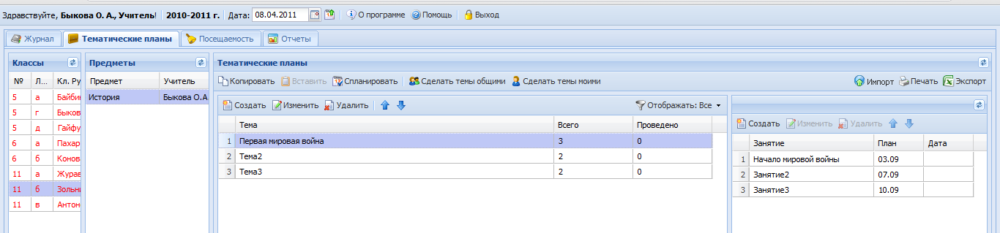 Здравствуйте, Быкова О. А., Учитель! 2010-2011 г. Дата: 08.04.2011 О программе Помощь Выход
Журнал Тематические планы Посещаемость Отчеты
Классы Предметы Тематические планы
№ Л... Кл. Ру Предмет Учитель Копировать Вставить Спланировать Сделать темы общими Сделать темы моими Импорт Печать Экспорт
5 а Байби История Быкова О.А
5 г Быков
5 д Гайфу
6 а Пахар
6 б Коново
11 а Журав
11 б Зольни
11 в Антон
Создать Изменить Удалить Отображать: Все
Тема Всего Проведено
1 Первая мировая война 3 0
2 Тема2 2 0
3 Тема3 2 0
Создать Изменить Удалить
Занятие План Дата
1 Начало мировой войны 03.09
2 Занятие2 07.09
3 Занятие3 10.09